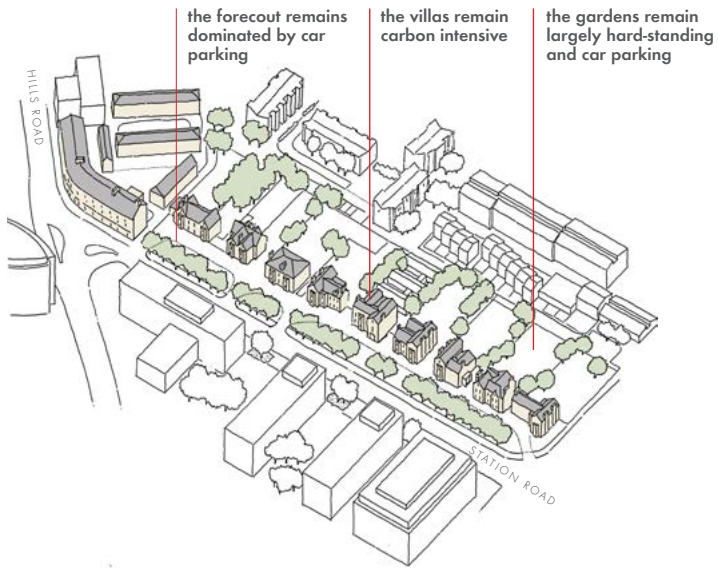 the forecout remains
dominated by car
parking
the villas remain
carbon intensive
the gardens remain
largely hard-standing
and car parking
HILLS ROAD
STATION ROAD